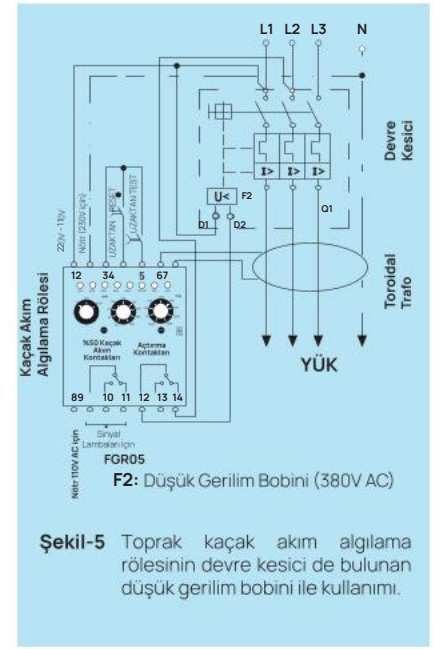 L1 L2 L3 N
Devre
Kesici
I> I> I>
U< F2
D1 D2
Q1
220V - 110V
Nötr (230V için)
UZAKTAN RESET
UZAKTAN TEST
12 34 5 67
Kaçak Akım
Algılama Rölesi
Toroidal
Trafo
YÜK
%50 Kaçak
Akım
Kontakları
Açtırma
Kontakları
89 10 11 12 13 14
Nötr 110V AC için
Sinyal
Lambaları için
FGR05
F2: Düşük Gerilim Bobini (380V AC)
Şekil-5 Toprak kaçak akım algılama
rölesinin devre kesici de bulunan
düşük gerilim bobini ile kullanımı.